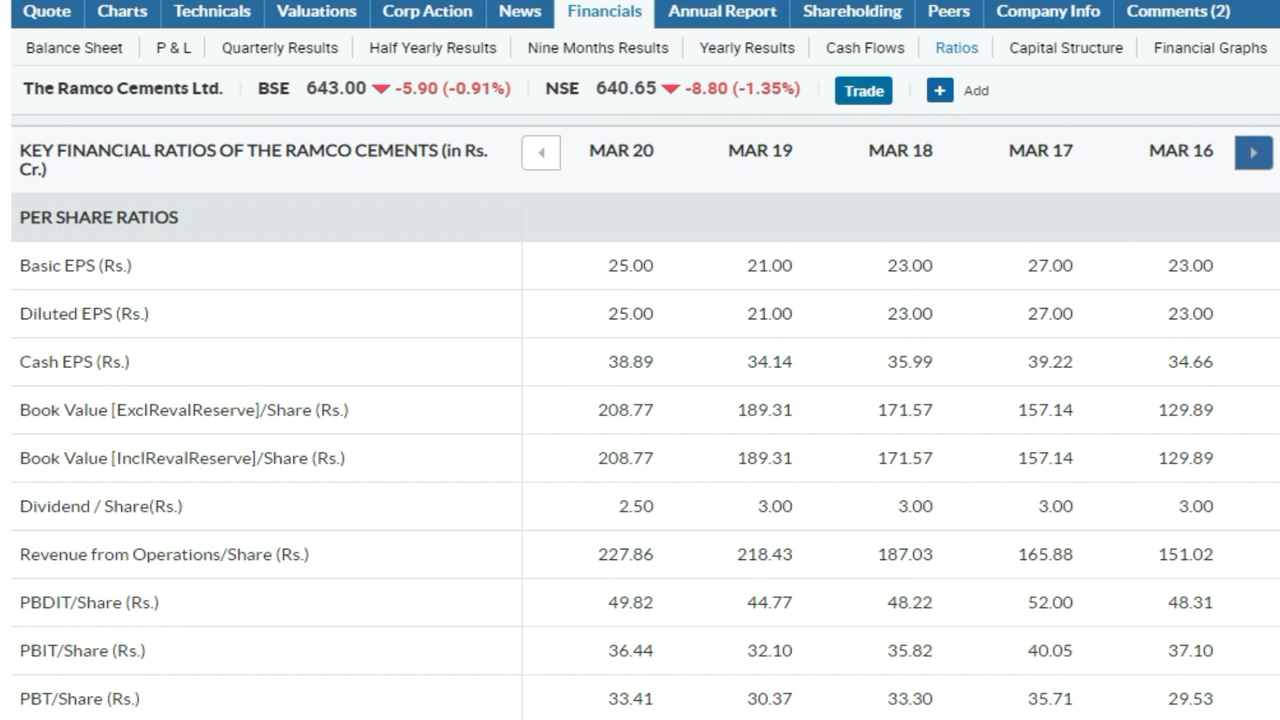 Quote Charts Technicals Valuations Corp Action News Financials Annual Report Shareholding Peers Company Info Comments (2)
Balance Sheet P & L Quarterly Results Half Yearly Results Nine Months Results Yearly Results Cash Flows Ratios Capital Structure Financial Graphs
The Ramco Cements Ltd. BSE 643.00 -5.90 (-0.91%) NSE 640.65 -8.80 (-1.35%) Trade + Add
KEY FINANCIAL RATIOS OF THE RAMCO CEMENTS (in Rs. Cr.) MAR 20 MAR 19 MAR 18 MAR 17 MAR 16
PER SHARE RATIOS
Basic EPS (Rs.) 25.00 21.00 23.00 27.00 23.00
Diluted EPS (Rs.) 25.00 21.00 23.00 27.00 23.00
Cash EPS (Rs.) 38.89 34.14 35.99 39.22 34.66
Book Value [ExclRevalReserve]/Share (Rs.) 208.77 189.31 171.57 157.14 129.89
Book Value [InclRevalReserve]/Share (Rs.) 208.77 189.31 171.57 157.14 129.89
Dividend / Share(Rs.) 2.50 3.00 3.00 3.00 3.00
Revenue from Operations/Share (Rs.) 227.86 218.43 187.03 165.88 151.02
PBDIT/Share (Rs.) 49.82 44.77 48.22 52.00 48.31
PBIT/Share (Rs.) 36.44 32.10 35.82 40.05 37.10
PBT/Share (Rs.) 33.41 30.37 33.30 35.71 29.53